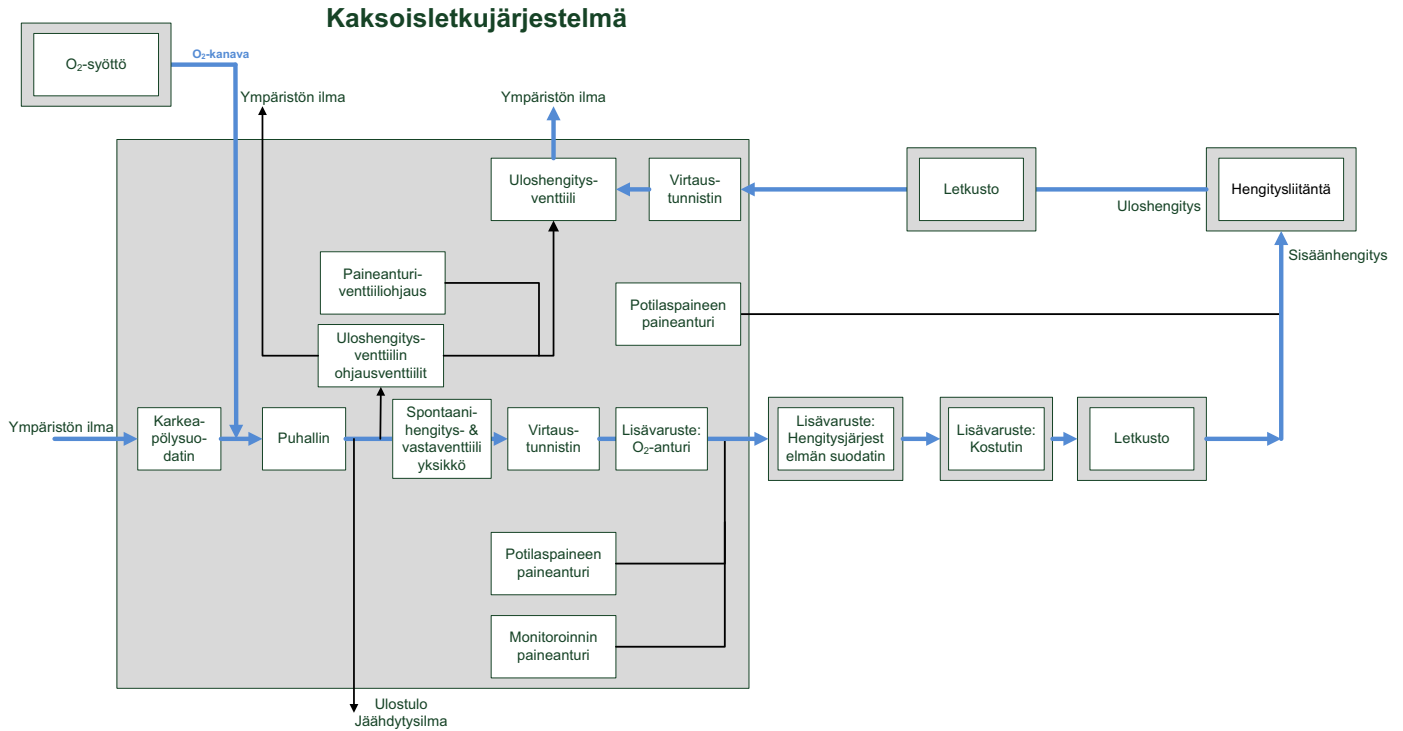 Kaksoisletkujärjestelmä
O₂-syöttö
O₂-kanava
Ympäristön ilma
Ympäristön ilma
Uloshengitys-
venttiili
Virtaus-
tunnistin
Letkusto
Hengitysliitäntä
Uloshengitys
Sisäänhengitys
Paineanturi-
venttiiliohjaus
Potilaspaineen
paineanturi
Uloshengitys-
venttiilin
ohjausventtiilit
Ympäristön ilma
Karkea-
pölysuo-
datin
Puhallin
Spontaani-
hengitys- &
vastaventtiili
yksikkö
Virtaus-
tunnistin
Lisävaruste:
O₂-anturi
Lisävaruste:
Hengitysjärjest
elmän suodatin
Lisävaruste:
Kostutin
Letkusto
Potilaspaineen
paineanturi
Monitoroinnin
paineanturi
Ulostulo
Jäähdytysilma